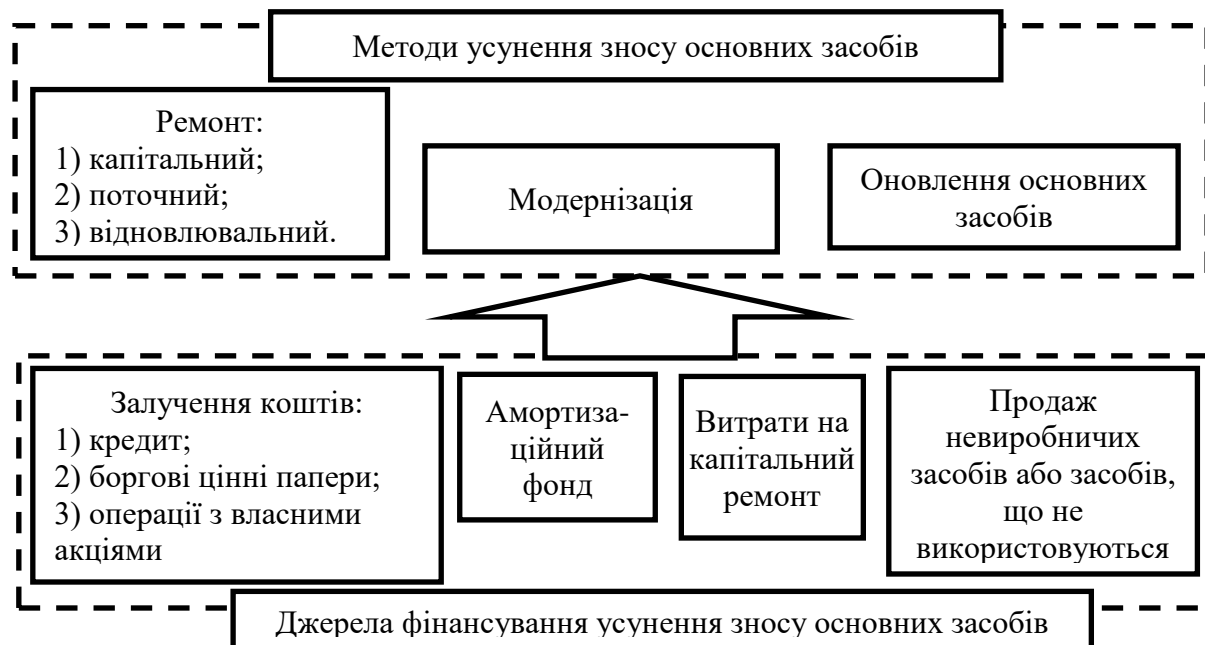 Методи усунення зносу основних засобів
Ремонт:
1) капітальний;
2) поточний;
3) відновлювальний.
Модернізація
Оновлення основних
засобів
Залучення коштів:
1) кредит;
2) боргові цінні папери;
3) операції з власними
акціями
Амортиза-
ційний
фонд
Витрати на
капітальний
ремонт
Продаж
невиробничих
засобів або засобів,
що не
використовуються
Джерела фінансування усунення зносу основних засобів